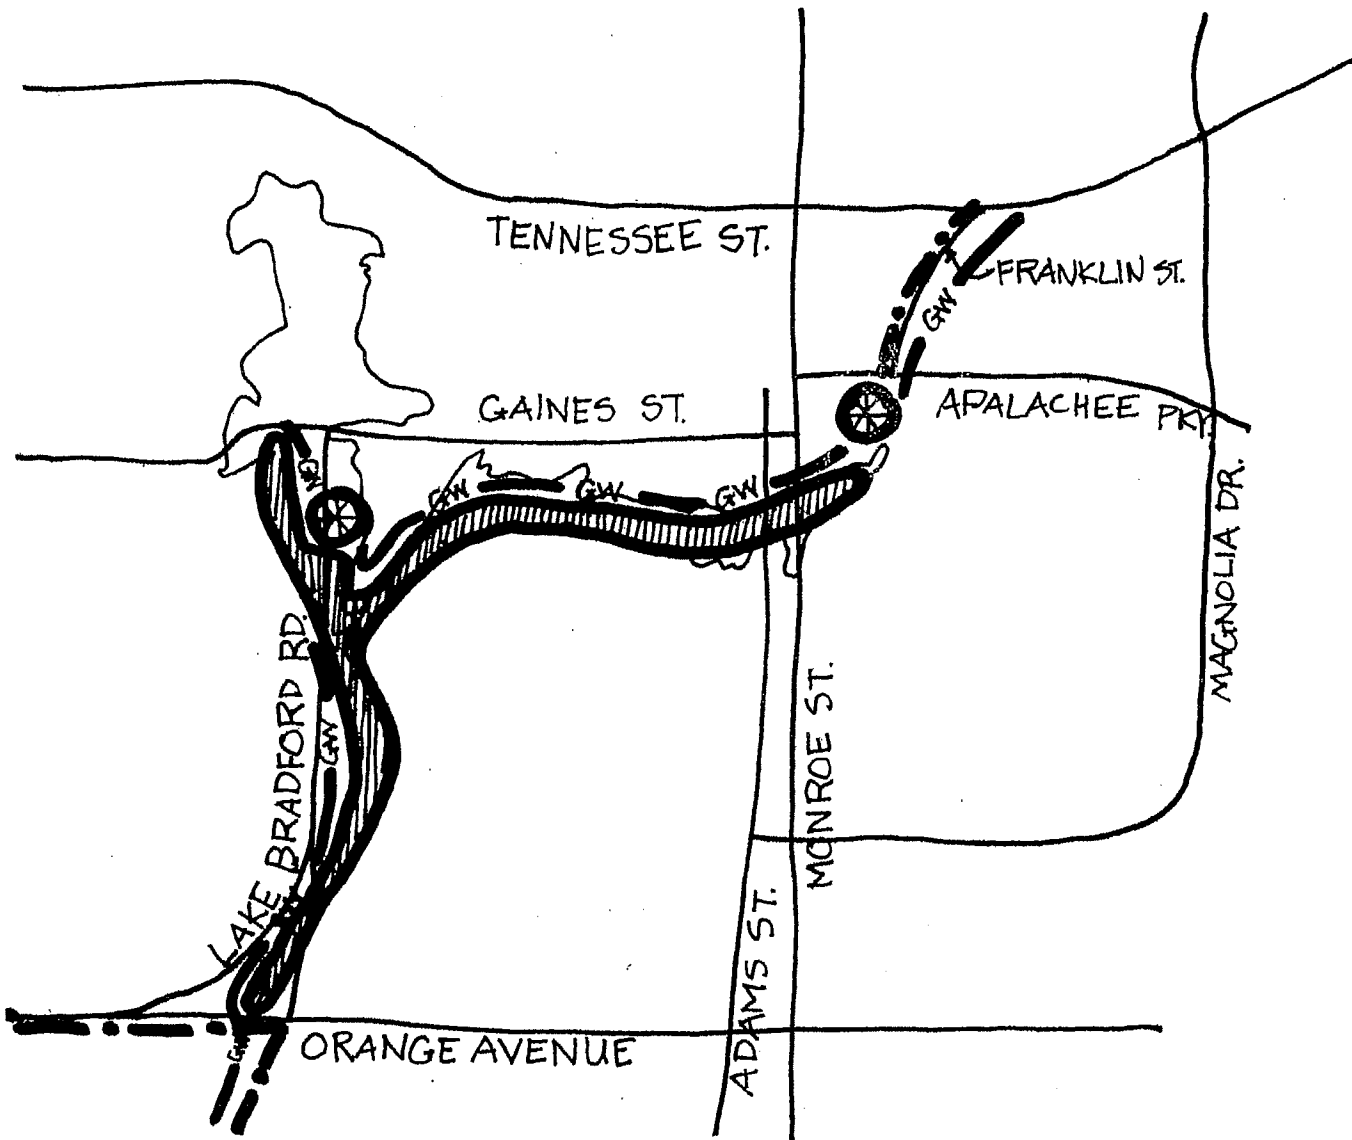 TENNESSEE ST.
FRANKLIN ST.
GW
GAINES ST.
APALACHEE PKY.
GW
GW
GW
GW
MAGNOLIA DR.
LAKE BRADFORD RD.
GW
MONROE ST.
ADAMS ST.
ORANGE AVENUE
GW